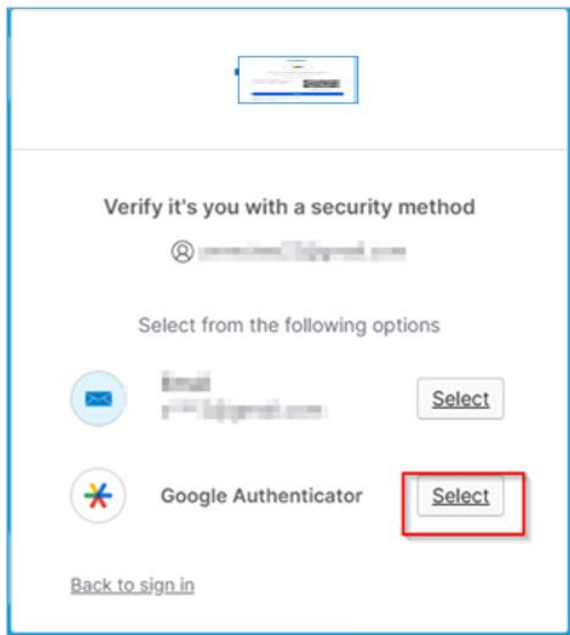 Verify it's you with a security method
Select from the following options
Select
Google Authenticator Select
Back to sign in